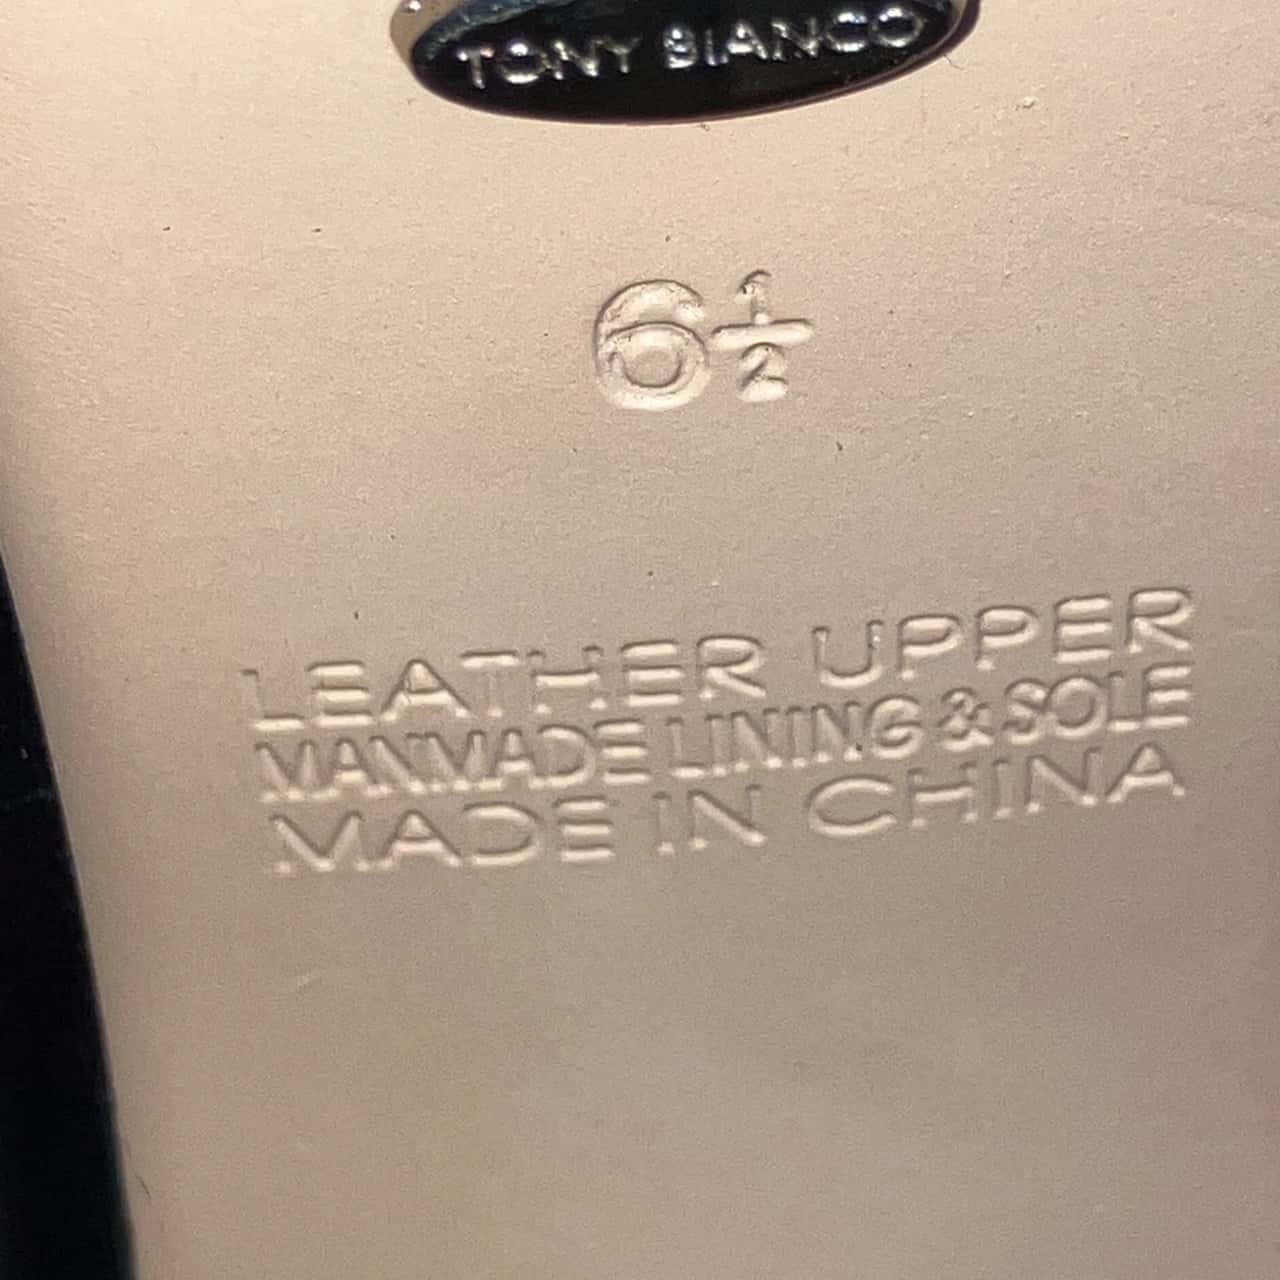 TONY BIANCO
6½
LEATHER UPPER
MANMADE LINING & SOLE
MADE IN CHINA